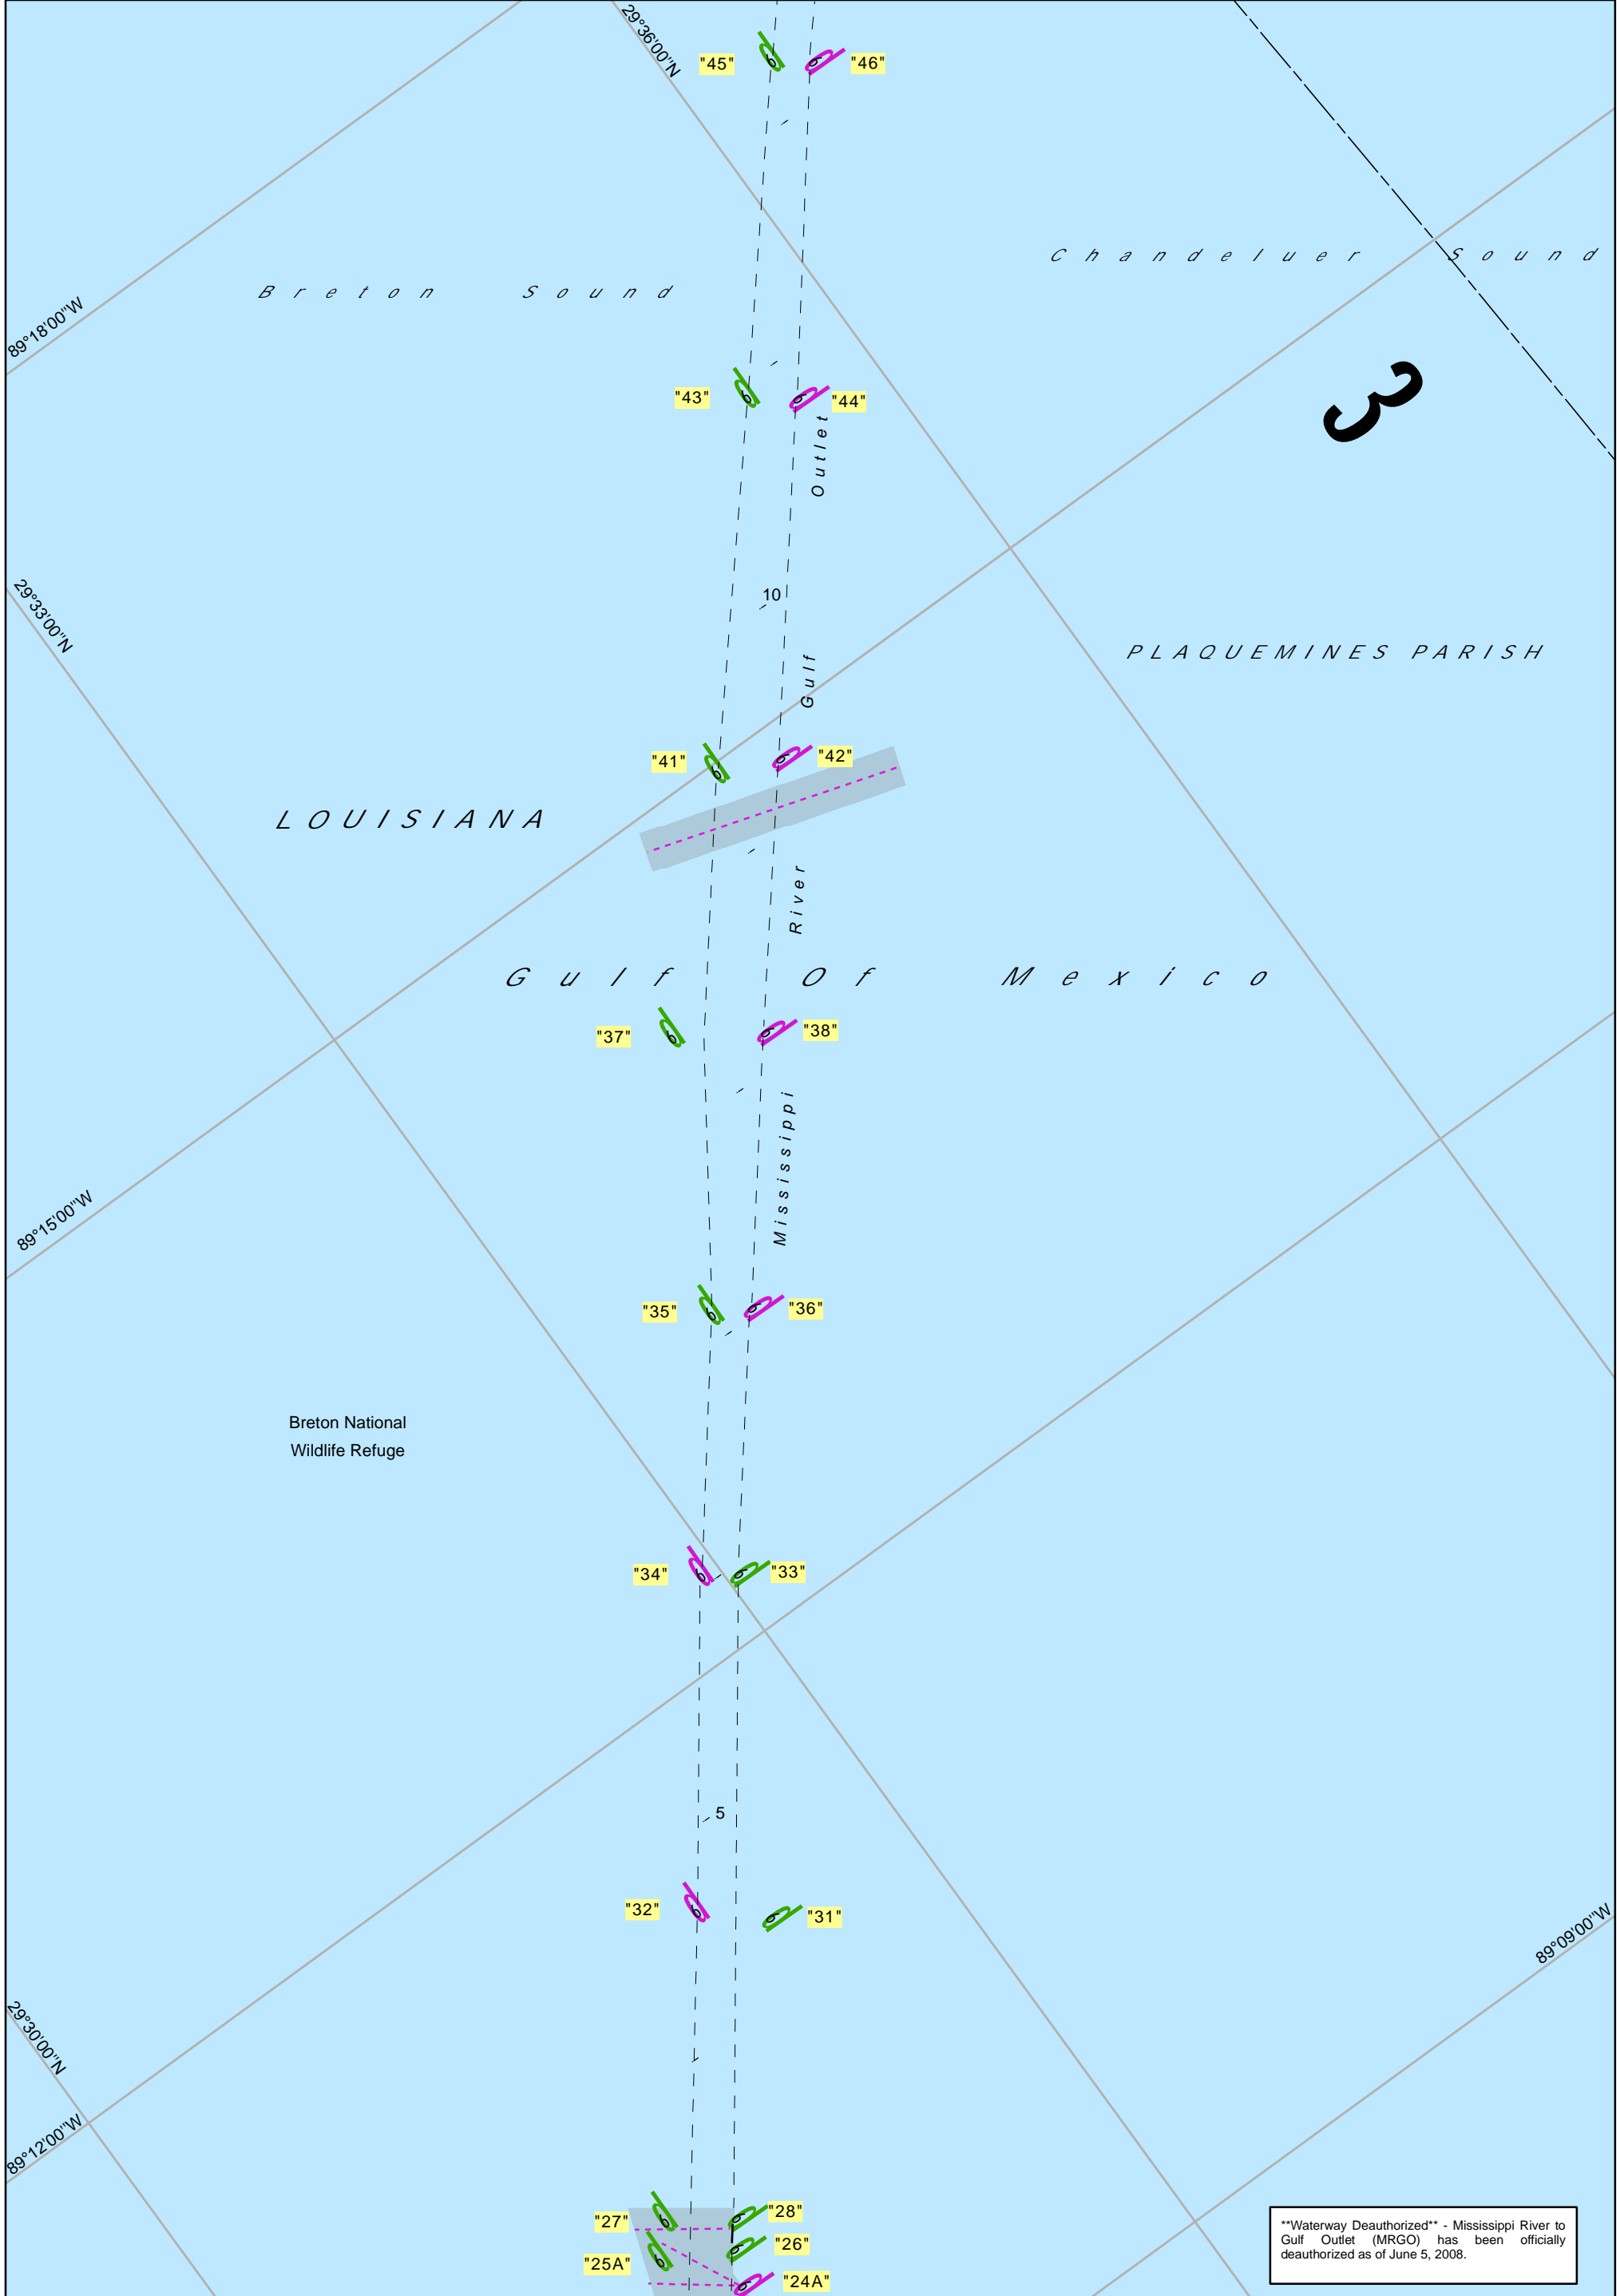 29°36'00"N
"45"
"46"
Chandeluer Sound
Breton Sound
89°18'00"W
3
"43"
"44"
Outlet
29°33'00"N
10
PLAQUEMINES PARISH
Gulf
"41"
"42"
LOUISIANA
River
Gulf Of Mexico
"37"
"38"
Mississippi
89°15'00"W
"35"
"36"
Breton National
Wildlife Refuge
"34"
"33"
5
"32"
"31"
89°09'00"W
29°30'00"N
89°12'00"W
"27"
"28"
"26"
"25A"
"24A"
**Waterway Deauthorized** - Mississippi River to
Gulf Outlet (MRGO) has been officially
deauthorized as of June 5, 2008.